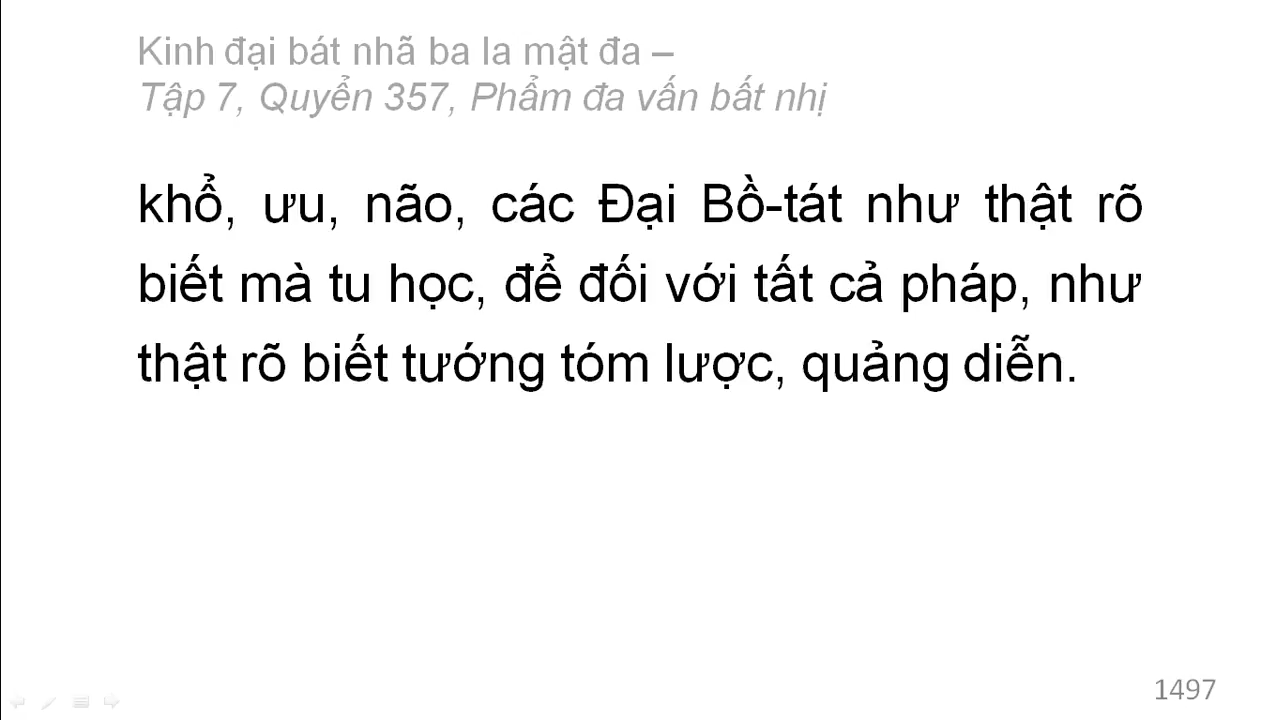 Kinh đại bát nhã ba la mật đa –
Tập 7, Quyển 357, Phẩm đa vấn bất nhị
khổ, ưu, não, các Đại Bồ-tát như thật rõ
biết mà tu học, để đối với tất cả pháp, như
thật rõ biết tướng tóm lược, quảng diễn.
1497